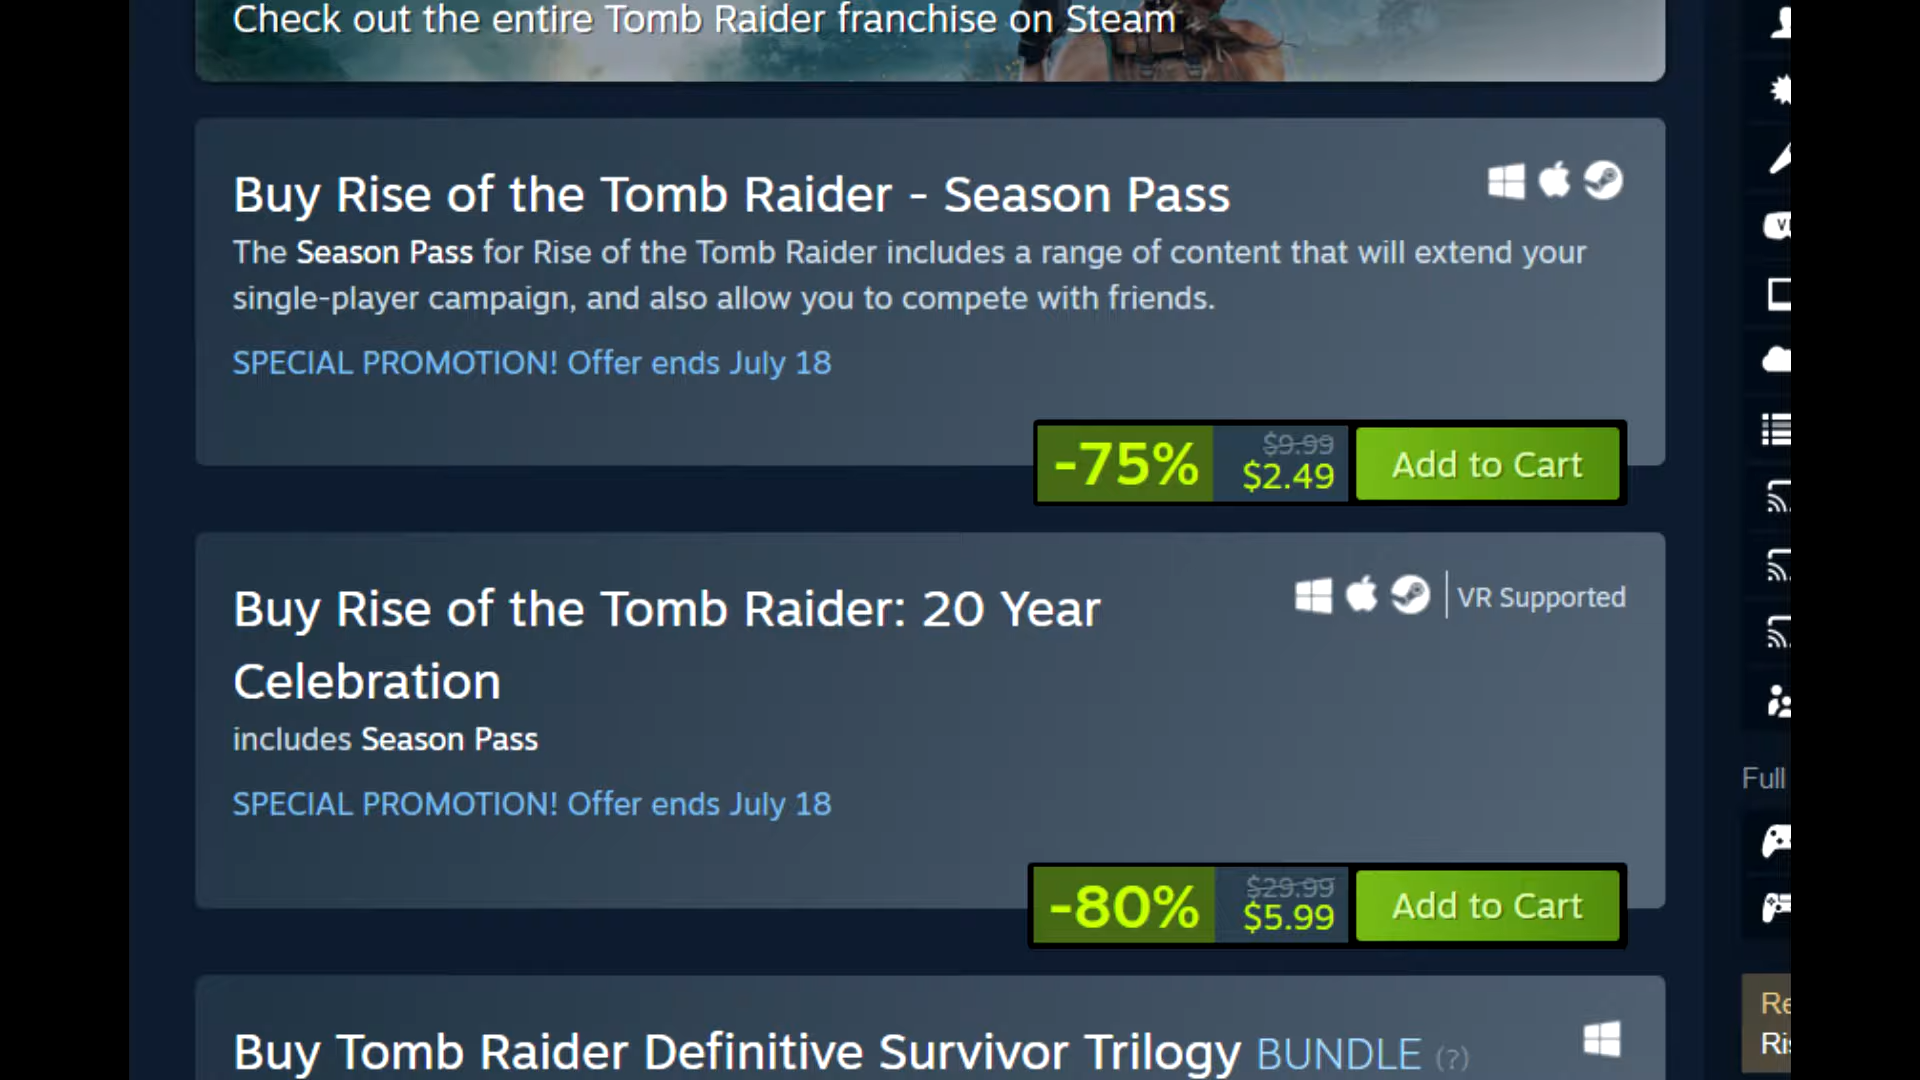 Check out the entire Tomb Raider franchise on Steam
Buy Rise of the Tomb Raider - Season Pass
The Season Pass for Rise of the Tomb Raider includes a range of content that will extend your
single-player campaign, and also allow you to compete with friends.
SPECIAL PROMOTION! Offer ends July 18
-75%
$9.99
$2.49
Add to Cart
Buy Rise of the Tomb Raider: 20 Year
Celebration
VR Supported
includes Season Pass
SPECIAL PROMOTION! Offer ends July 18
-80%
$29.99
$5.99
Add to Cart
Buy Tomb Raider Definitive Survivor Trilogy BUNDLE (?)
Full
Re
Ris